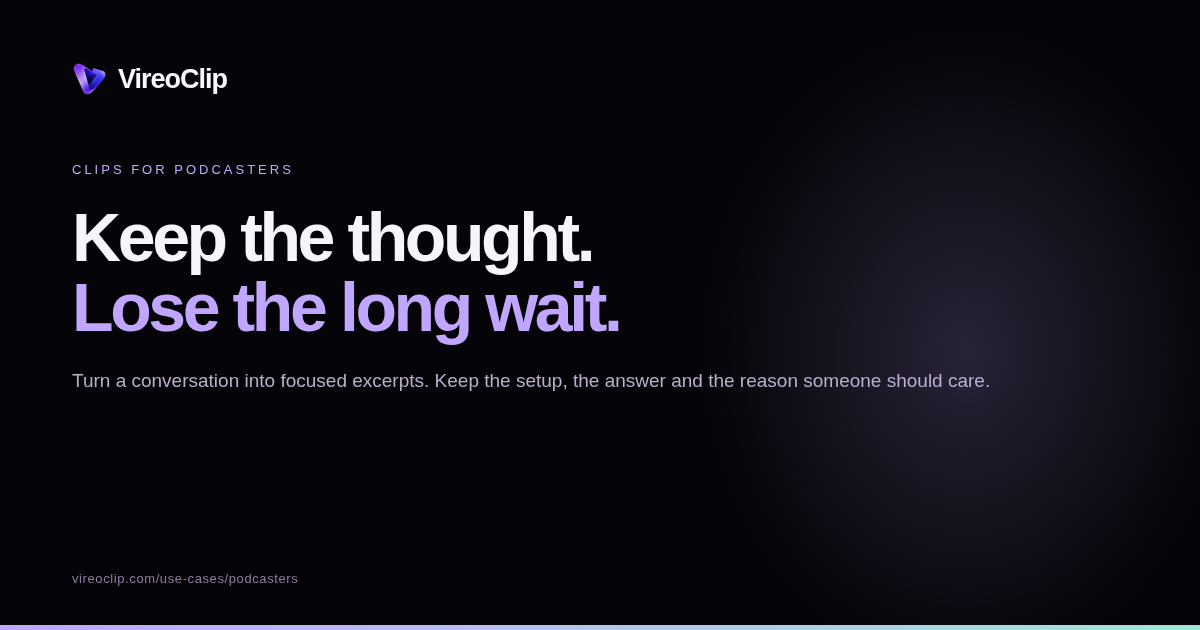 VireoClip
CLIPS FOR PODCASTERS
Keep the thought.
Lose the long wait.
Turn a conversation into focused excerpts. Keep the setup, the answer and the reason someone should care.
vireoclip.com/use-cases/podcasters